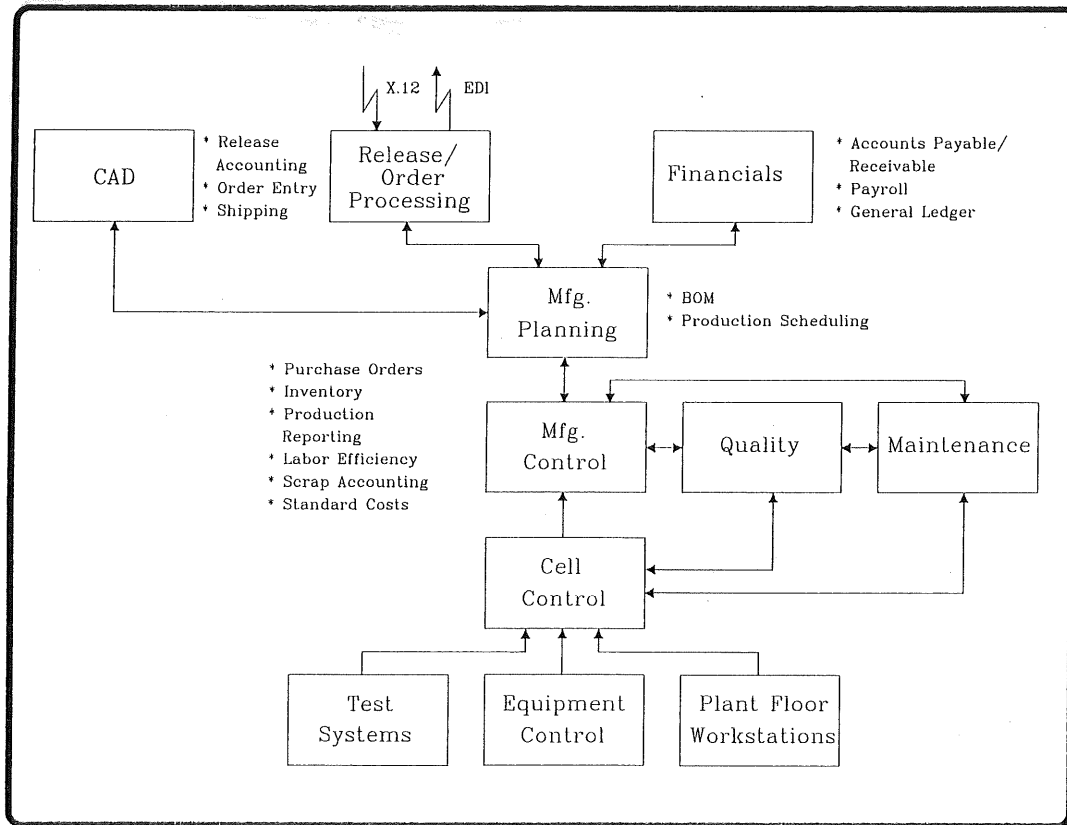 X.12
EDI
CAD
* Release
Accounting
* Order Entry
* Shipping
Release/
Order
Processing
Financials
* Accounts Payable/
Receivable
* Payroll
* General Ledger
Mfg.
Planning
* BOM
* Production Scheduling
* Purchase Orders
* Inventory
* Production
Reporting
* Labor Efficiency
* Scrap Accounting
* Standard Costs
Mfg.
Control
Quality
Maintenance
Cell
Control
Test
Systems
Equipment
Control
Plant Floor
Workstations